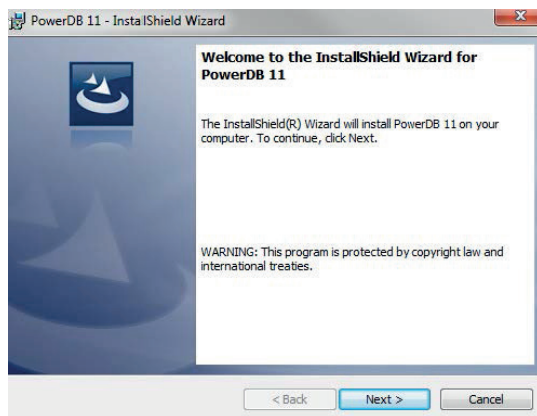 PowerDB 11 - InstallShield Wizard
Welcome to the InstallShield Wizard for
PowerDB 11
The InstallShield(R) Wizard will install PowerDB 11 on your
computer. To continue, click Next.
WARNING: This program is protected by copyright law and
international treaties.
< Back
Next >
Cancel